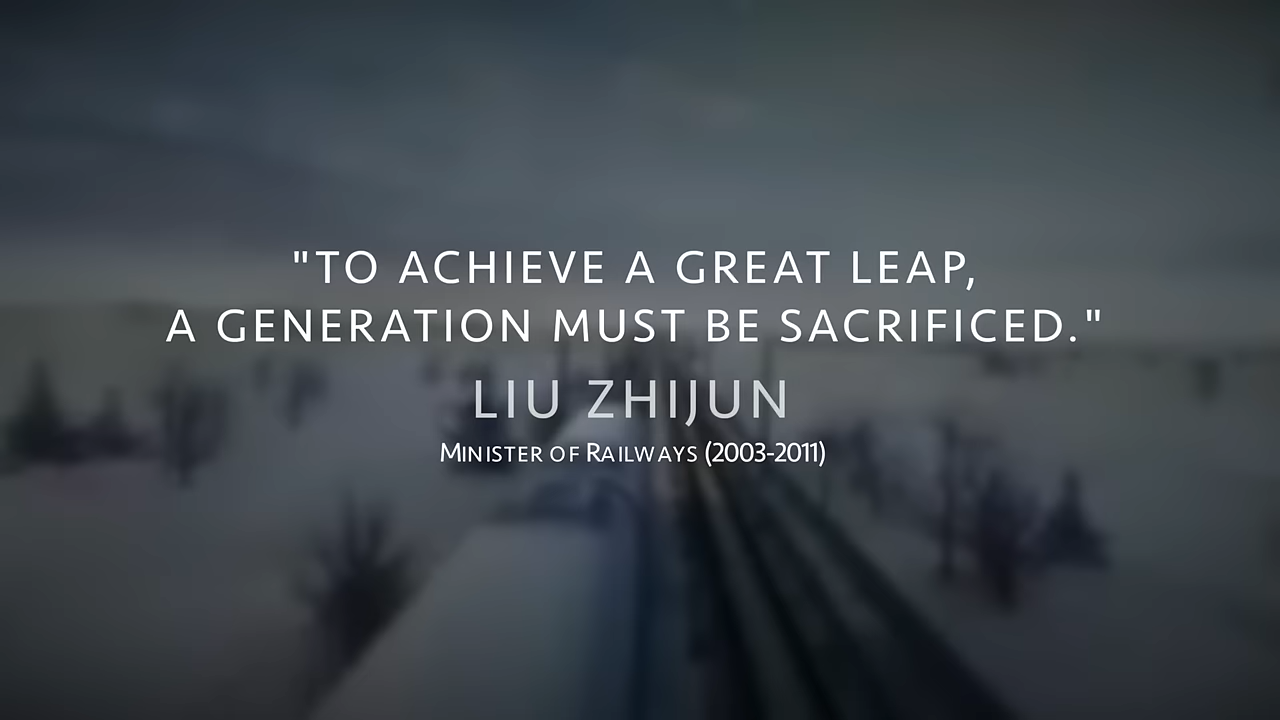 "TO ACHIEVE A GREAT LEAP,
A GENERATION MUST BE SACRIFICED."
LIU ZHIJUN
MINISTER OF RAILWAYS (2003-2011)